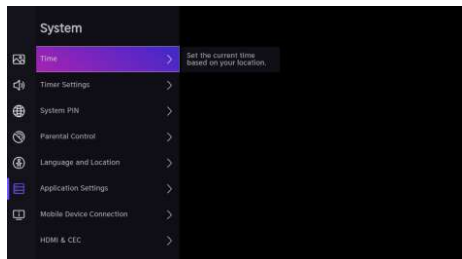 System
Time
Set the current time
based on your location.
Timer Settings
System PIN
Parental Control
Language and Location
Application Settings
Mobile Device Connection
HDMI & CEC